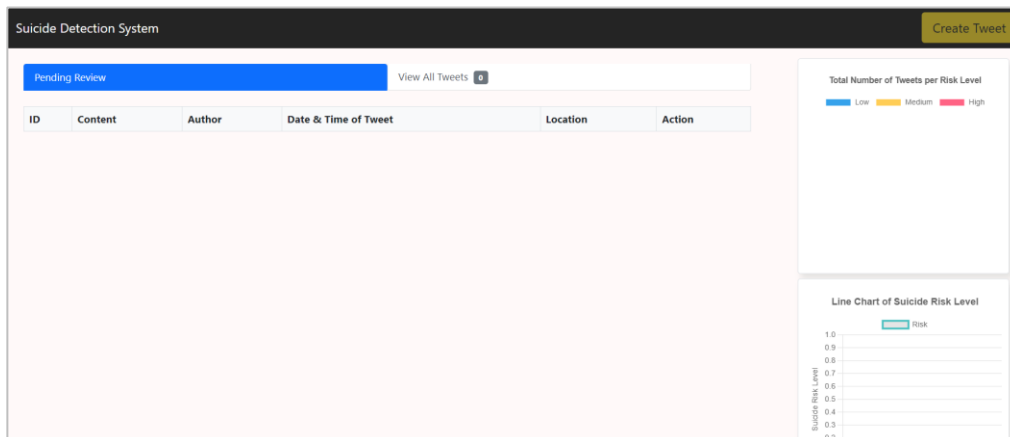 Suicide Detection System
Create Tweet
Pending Review
View All Tweets 0
ID Content Author Date & Time of Tweet Location Action
Total Number of Tweets per Risk Level
Low Medium High
Line Chart of Suicide Risk Level
Risk
1.0
0.9
0.8
0.7
0.6
0.5
0.4
0.3
0.2
Suicide Risk Level